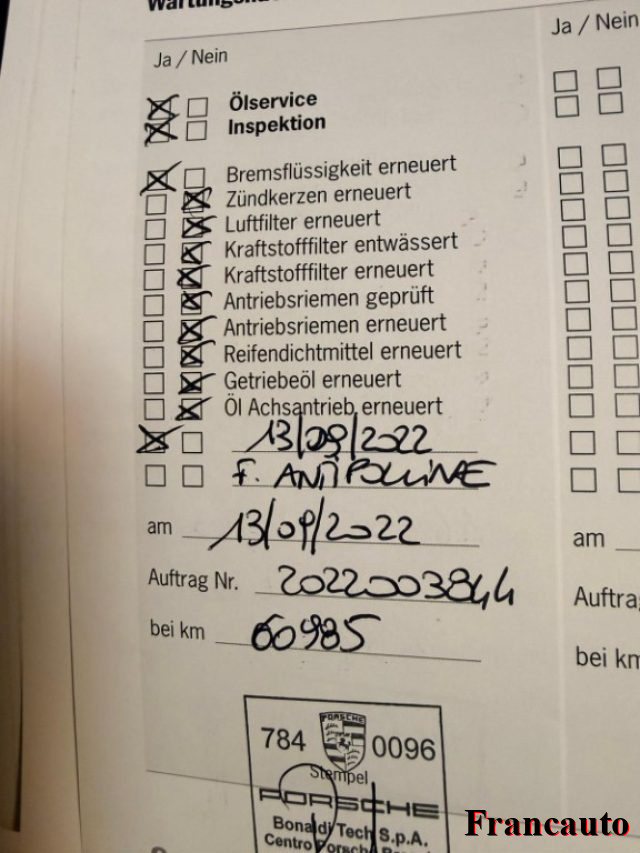 Ja / Nein
Ölservice
Inspektion
Bremsflüssigkeit erneuert
Zündkerzen erneuert
Luftfilter erneuert
Kraftstofffilter entwässert
Kraftstofffilter erneuert
Antriebsriemen geprüft
Antriebsriemen erneuert
Reifendichtmittel erneuert
Getriebeöl erneuert
Öl Achsantrieb erneuert
13/09/2022
F. ANTIPOLLINE
am 13/09/2022
Auftrag Nr. 2022003844
bei km 60985
PORSCHE
784 0096
Stempel
PORSCHE
Bonaldi Tech S.p.A.
Centro Porsche
Ja / Nein
am
bei km
Francauto